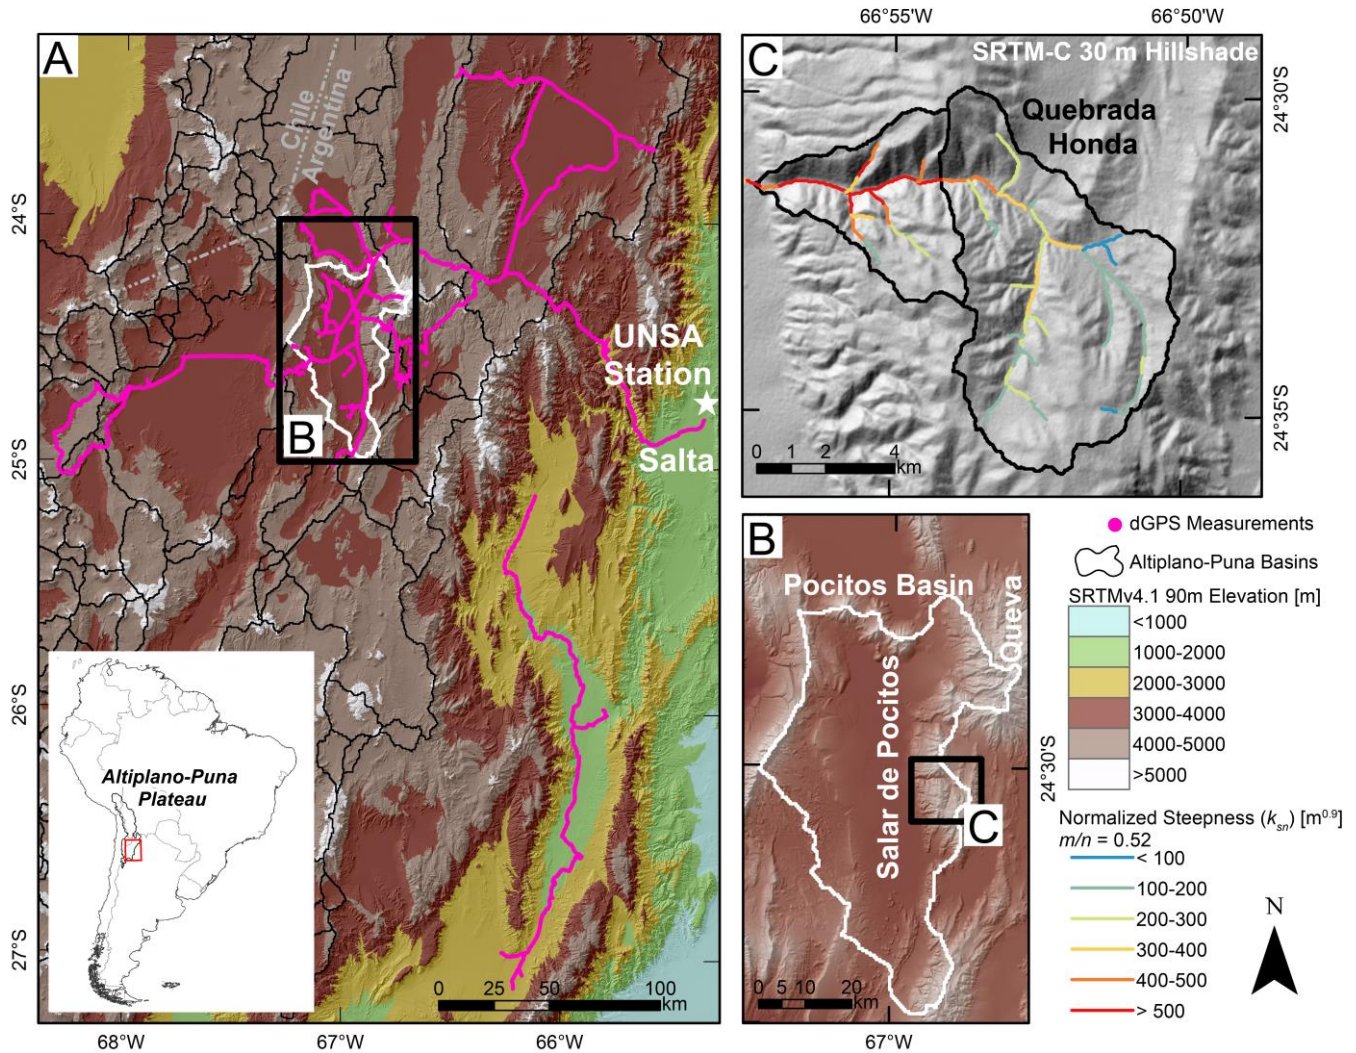 66°55'W
66°50'W
A
Chile
Argentina
24°S
B
UNSA
Station
Salta
25°S
26°S
27°S
Altiplano-Puna
Plateau
0
25
50
100
km
68°W
67°W
66°W
C
SRTM-C 30 m Hillshade
Quebrada
Honda
24°30'S
24°35'S
0
1
2
4
km
B
Pocitos Basin
Queva
Salar de Pocitos
C
24°30'S
0
5
10
20
km
67°W
dGPS Measurements
Altiplano-Puna Basins
SRTMv4.1 90m Elevation [m]
<1000
1000-2000
2000-3000
3000-4000
4000-5000
>5000
Normalized Steepness (ksn) [m0.9]
m/n = 0.52
< 100
100-200
200-300
300-400
400-500
> 500
N